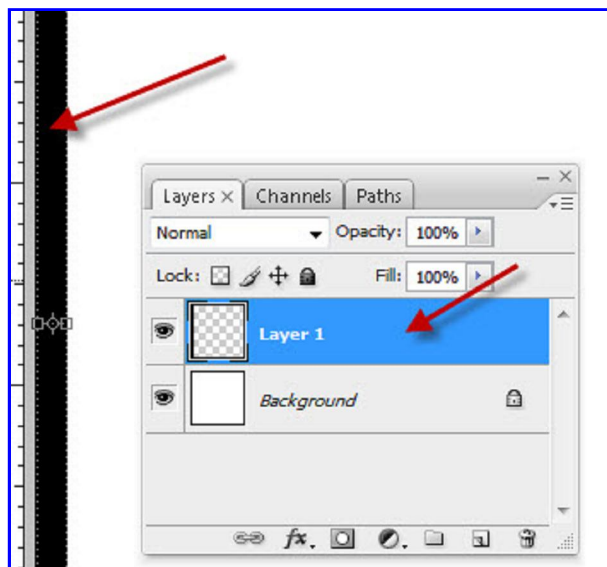 Layers × Channels Paths
Normal Opacity: 100%
Lock: Fill: 100%
Layer 1
Background
fx.